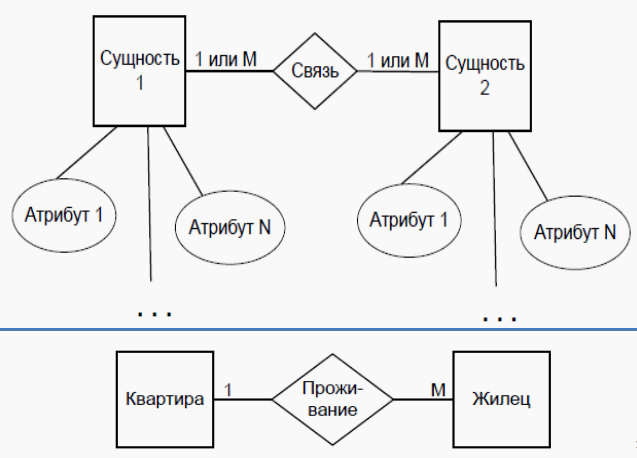 Сущность
1
1 или М
Связь
1 или М
Сущность
2
Атрибут 1
Атрибут N
Атрибут 1
Атрибут N
. . .
. . .
Квартира
1
Прожи-
вание
М
Жилец